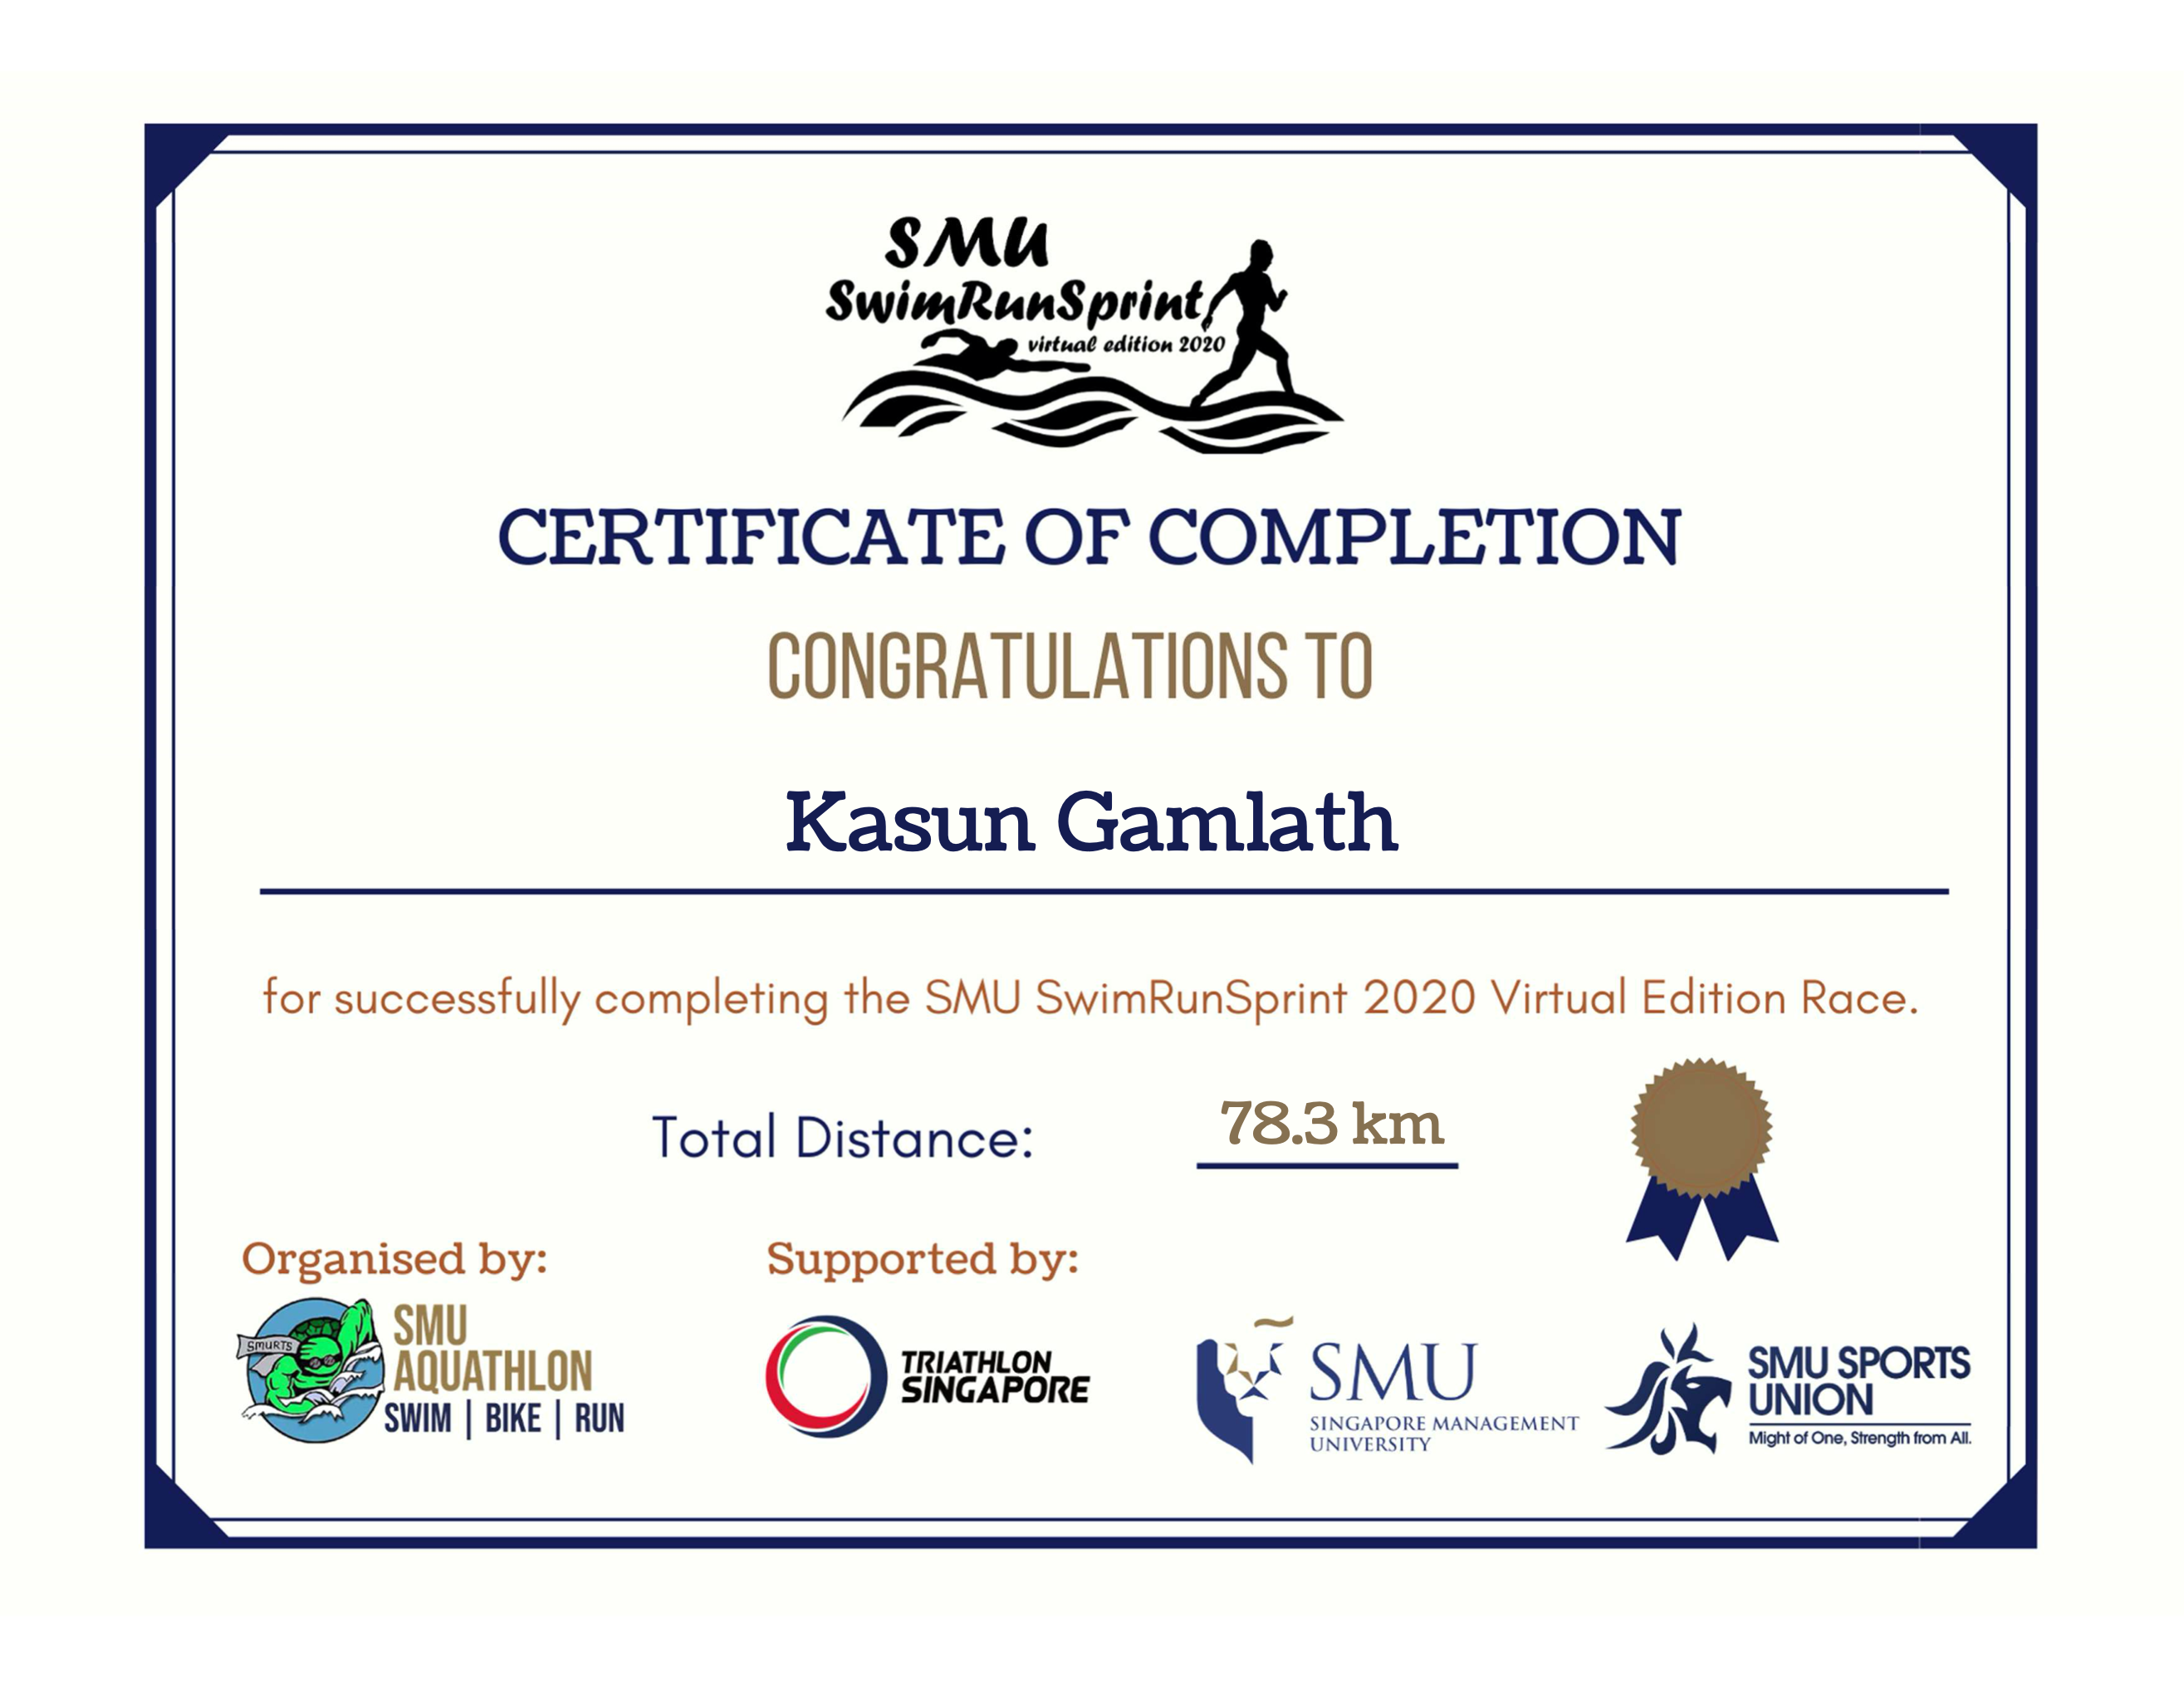 SMU
SwimRunSprint
virtual edition 2020
CERTIFICATE OF COMPLETION
CONGRATULATIONS TO
Kasun Gamlath
for successfully completing the SMU SwimRunSprint 2020 Virtual Edition Race.
Total Distance: 78.3 km
Organised by:
SMURTS
SMU
AQUATHLON
SWIM | BIKE | RUN
Supported by:
TRIATHLON
SINGAPORE
SMU
SINGAPORE MANAGEMENT
UNIVERSITY
SMU SPORTS
UNION
Might of One, Strength from All.